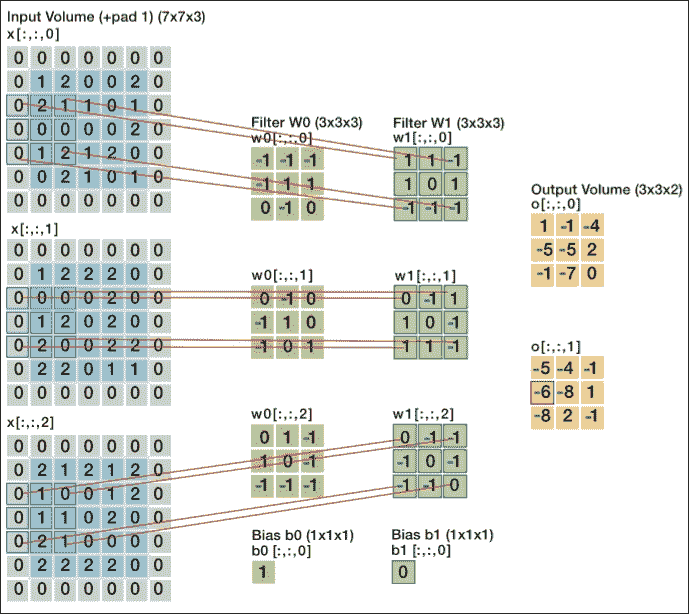 Input Volume (+pad 1) (7x7x3)
x[:,:,0]
0 0 0 0 0 0 0
0 1 2 0 0 2 0
0 2 1 1 0 1 0
0 0 0 0 0 2 0
0 1 2 1 2 0 0
0 0 2 1 0 1 0
0 0 0 0 0 0 0
x[:,:,1]
0 0 0 0 0 0 0
0 1 2 2 2 0 0
0 0 0 0 2 0 0
0 1 2 0 2 0 0
0 2 0 2 2 0 0
0 2 2 0 1 1 0
0 0 0 0 0 0 0
x[:,:,2]
0 0 0 0 0 0 0
0 2 1 2 1 2 0
0 1 0 0 1 2 0
0 1 1 0 2 0 0
0 2 1 0 0 0 0
0 2 2 2 2 0 0
0 0 0 0 0 0 0
Filter W0 (3x3x3)
w0[:,:,0]
-1 -1 -1
-1 1 1
0 -1 0
w0[:,:,1]
0 -1 0
-1 1 0
-1 0 1
w0[:,:,2]
0 1 -1
-1 0 -1
-1 -1 -1
Bias b0 (1x1x1)
b0 [:,:,0]
1
Filter W1 (3x3x3)
w1[:,:,0]
1 1 -1
1 0 1
-1 -1 -1
w1[:,:,1]
0 -1 1
-1 0 -1
-1 1 -1
w1[:,:,2]
0 -1 -1
-1 0 -1
-1 -1 0
Bias b1 (1x1x1)
b1 [:,:,0]
0
Output Volume (3x3x2)
o[:,:,0]
1 -1 -4
-5 -5 2
-1 -7 0
o[:,:,1]
-5 -4 -1
-6 -8 1
-8 2 -1